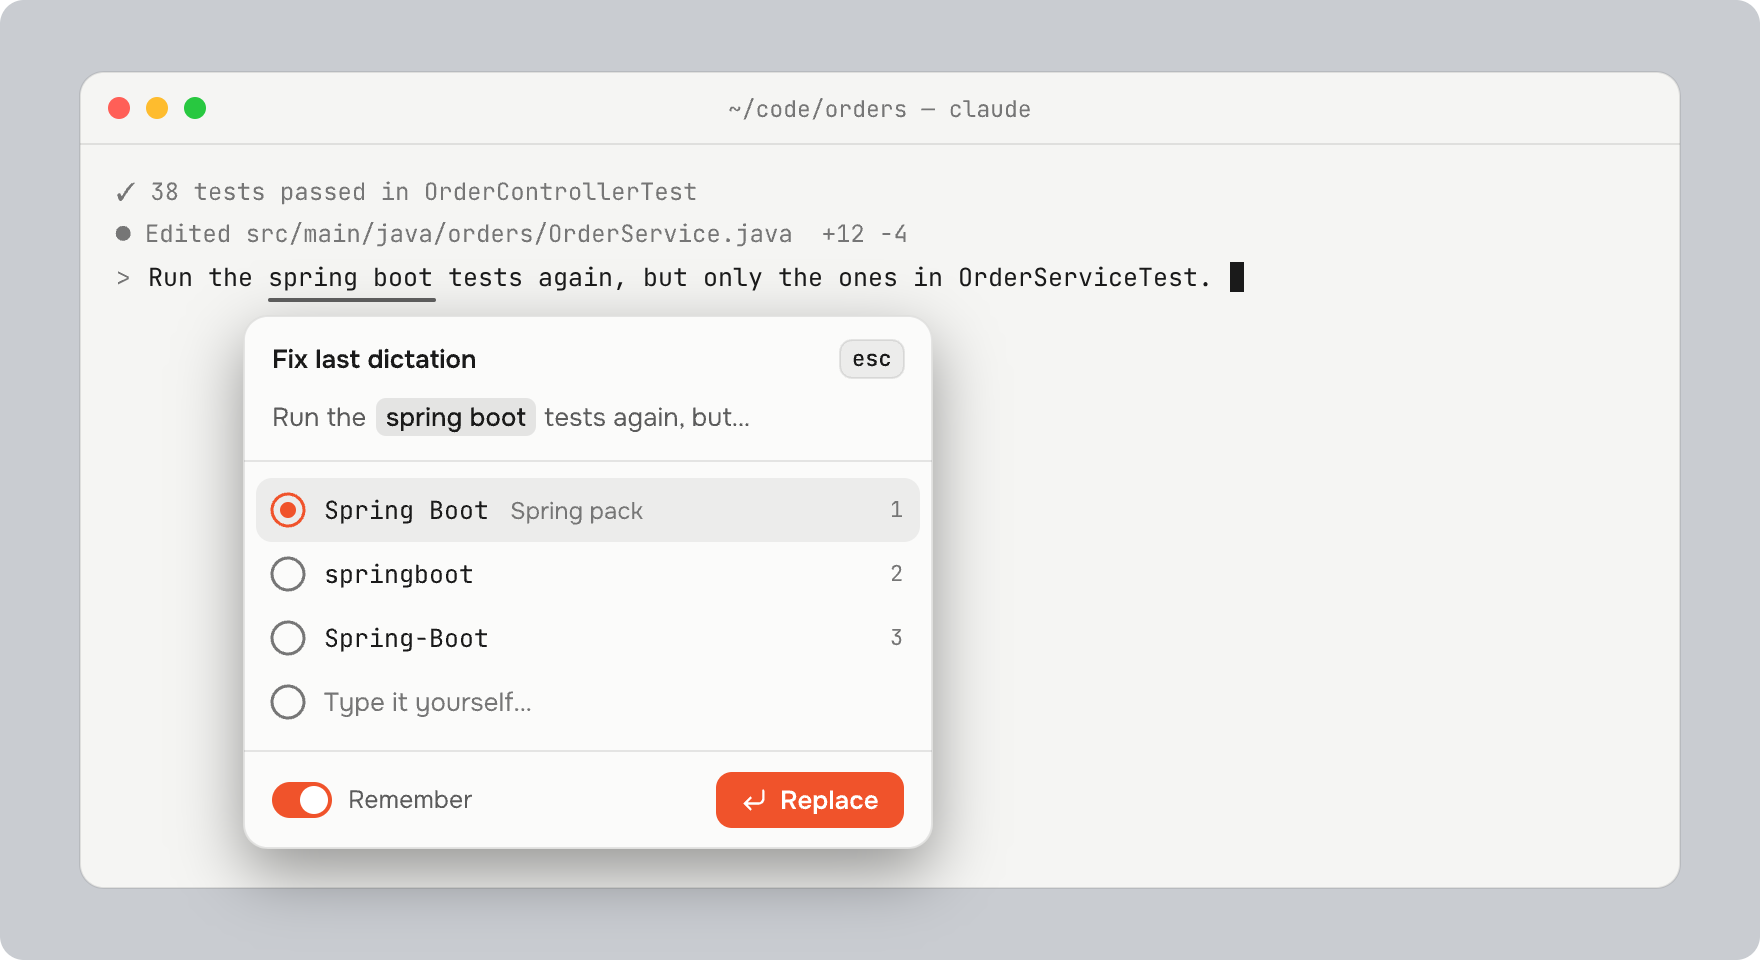 ~/code/orders — claude
✓ 38 tests passed in OrderControllerTest
● Edited src/main/java/orders/OrderService.java +12 -4
> Run the spring boot tests again, but only the ones in OrderServiceTest.
Fix last dictation esc
Run the spring boot tests again, but...
Spring Boot Spring pack 1
springboot 2
Spring-Boot 3
Type it yourself...
Remember Replace